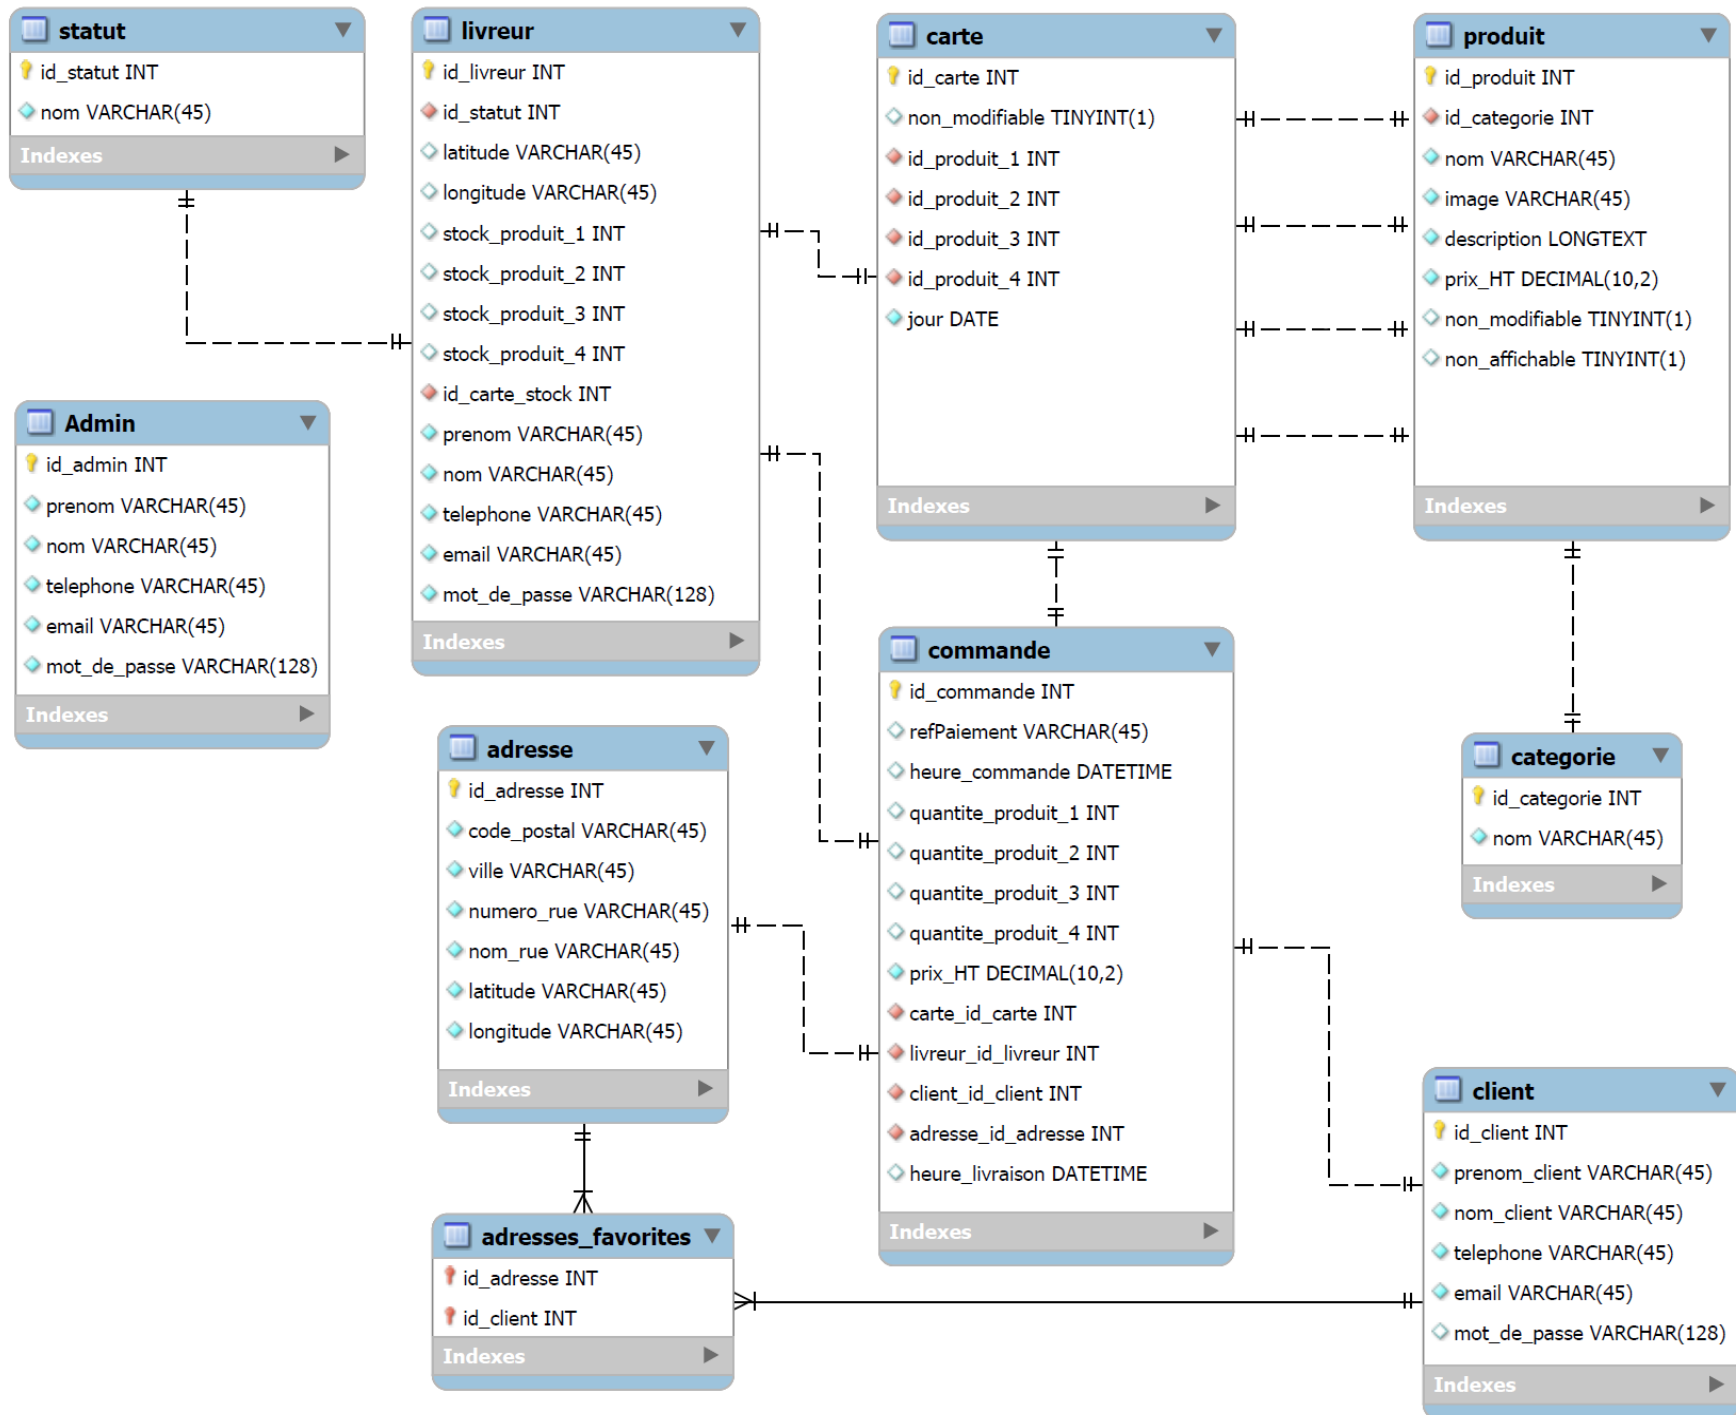 statut
id_statut INT
nom VARCHAR(45)
Indexes
livreur
id_livreur INT
id_statut INT
latitude VARCHAR(45)
longitude VARCHAR(45)
stock_produit_1 INT
stock_produit_2 INT
stock_produit_3 INT
stock_produit_4 INT
id_carte_stock INT
prenom VARCHAR(45)
nom VARCHAR(45)
telephone VARCHAR(45)
email VARCHAR(45)
mot_de_passe VARCHAR(128)
Indexes
carte
id_carte INT
non_modifiable TINYINT(1)
id_produit_1 INT
id_produit_2 INT
id_produit_3 INT
id_produit_4 INT
jour DATE
Indexes
produit
id_produit INT
id_categorie INT
nom VARCHAR(45)
image VARCHAR(45)
description LONGTEXT
prix_HT DECIMAL(10,2)
non_modifiable TINYINT(1)
non_affichable TINYINT(1)
Indexes
Admin
id_admin INT
prenom VARCHAR(45)
nom VARCHAR(45)
telephone VARCHAR(45)
email VARCHAR(45)
mot_de_passe VARCHAR(128)
Indexes
adresse
id_adresse INT
code_postal VARCHAR(45)
ville VARCHAR(45)
numero_rue VARCHAR(45)
nom_rue VARCHAR(45)
latitude VARCHAR(45)
longitude VARCHAR(45)
Indexes
commande
id_commande INT
refPaiement VARCHAR(45)
heure_commande DATETIME
quantite_produit_1 INT
quantite_produit_2 INT
quantite_produit_3 INT
quantite_produit_4 INT
prix_HT DECIMAL(10,2)
carte_id_carte INT
livreur_id_livreur INT
client_id_client INT
adresse_id_adresse INT
heure_livraison DATETIME
Indexes
categorie
id_categorie INT
nom VARCHAR(45)
Indexes
adresses_favorites
id_adresse INT
id_client INT
Indexes
client
id_client INT
prenom_client VARCHAR(45)
nom_client VARCHAR(45)
telephone VARCHAR(45)
email VARCHAR(45)
mot_de_passe VARCHAR(128)
Indexes